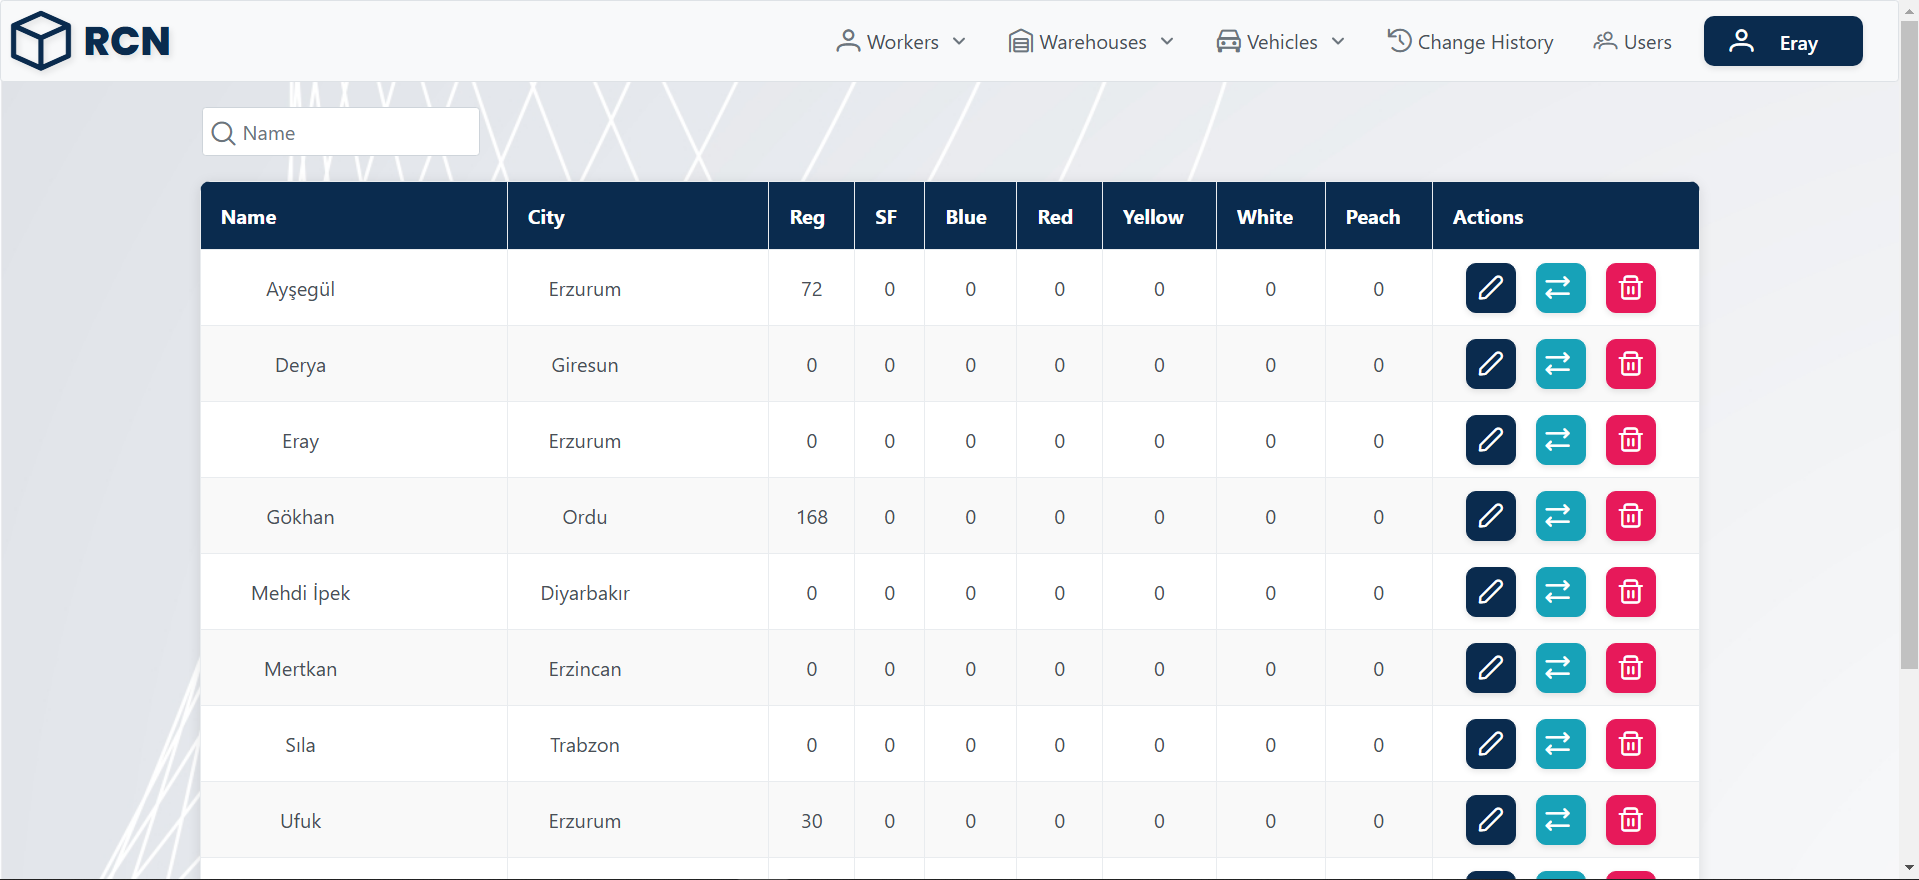 RCN Workers Warehouses Vehicles Change History Users Eray
Name
Name City Reg SF Blue Red Yellow White Peach Actions
Ayşegül Erzurum 72 0 0 0 0 0 0
Derya Giresun 0 0 0 0 0 0 0
Eray Erzurum 0 0 0 0 0 0 0
Gökhan Ordu 168 0 0 0 0 0 0
Mehdi İpek Diyarbakır 0 0 0 0 0 0 0
Mertkan Erzincan 0 0 0 0 0 0 0
Sıla Trabzon 0 0 0 0 0 0 0
Ufuk Erzurum 30 0 0 0 0 0 0